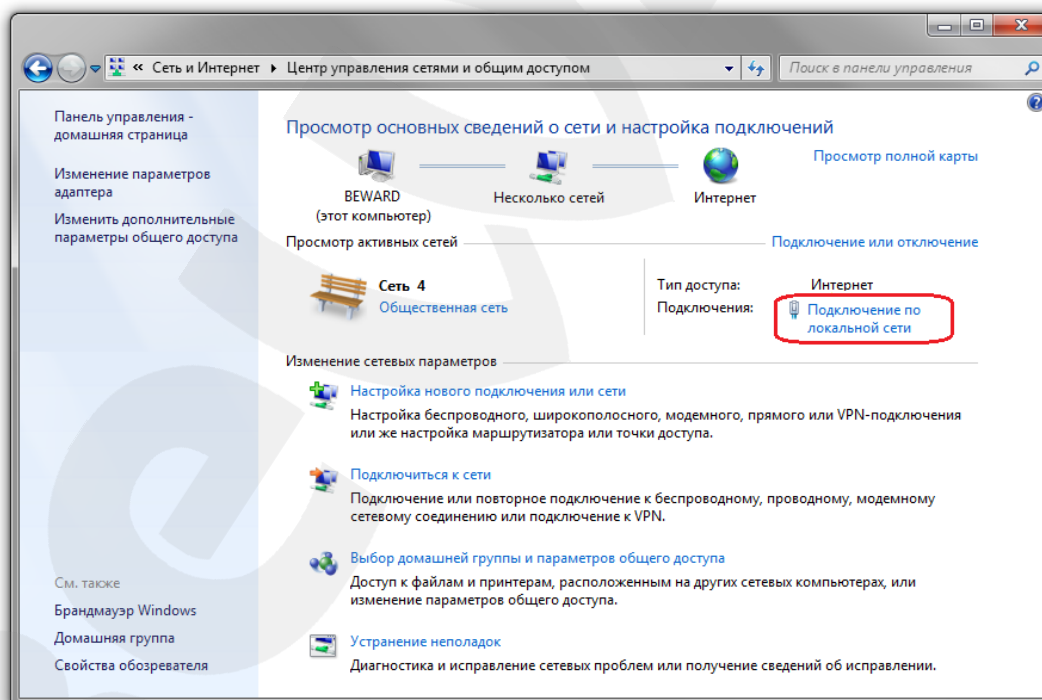 « Сеть и Интернет ▸ Центр управления сетями и общим доступом
Поиск в панели управления
Панель управления -
домашняя страница
Изменение параметров
адаптера
Изменить дополнительные
параметры общего доступа
См. также
Брандмауэр Windows
Домашняя группа
Свойства обозревателя
Просмотр основных сведений о сети и настройка подключений
Просмотр полной карты
BEWARD
(этот компьютер)
Несколько сетей
Интернет
Просмотр активных сетей
Подключение или отключение
Сеть 4
Общественная сеть
Тип доступа: Интернет
Подключения: Подключение по
локальной сети
Изменение сетевых параметров
Настройка нового подключения или сети
Настройка беспроводного, широкополосного, модемного, прямого или VPN-подключения
или же настройка маршрутизатора или точки доступа.
Подключиться к сети
Подключение или повторное подключение к беспроводному, проводному, модемному
сетевому соединению или подключение к VPN.
Выбор домашней группы и параметров общего доступа
Доступ к файлам и принтерам, расположенным на других сетевых компьютерах, или
изменение параметров общего доступа.
Устранение неполадок
Диагностика и исправление сетевых проблем или получение сведений об исправлении.